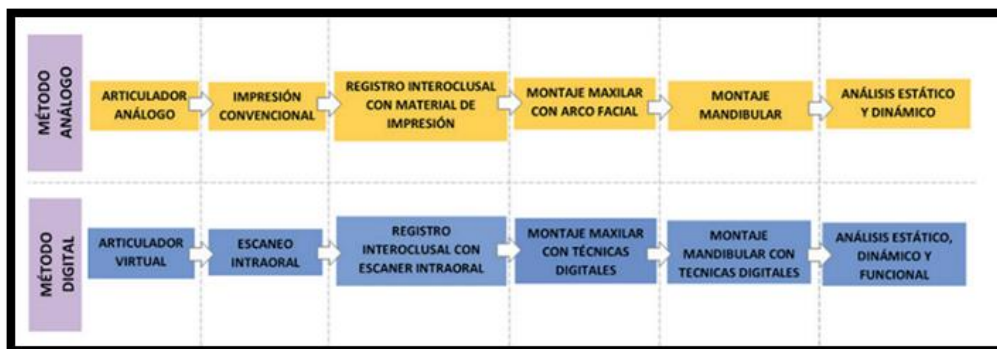 MÉTODO
ANÁLOGO
ARTICULADOR
ANÁLOGO
IMPRESIÓN
CONVENCIONAL
REGISTRO INTEROCLUSAL
CON MATERIAL DE
IMPRESIÓN
MONTAJE MAXILAR
CON ARCO FACIAL
MONTAJE
MANDIBULAR
ANÁLISIS ESTÁTICO
Y DINÁMICO
MÉTODO
DIGITAL
ARTICULADOR
VIRTUAL
ESCANEO
INTRAORAL
REGISTRO
INTEROCLUSAL CON
ESCANER INTRAORAL
MONTAJE MAXILAR
CON TÉCNICAS
DIGITALES
MONTAJE
MANDIBULAR CON
TECNICAS DIGITALES
ANÁLISIS ESTÁTICO,
DINÁMICO Y
FUNCIONAL